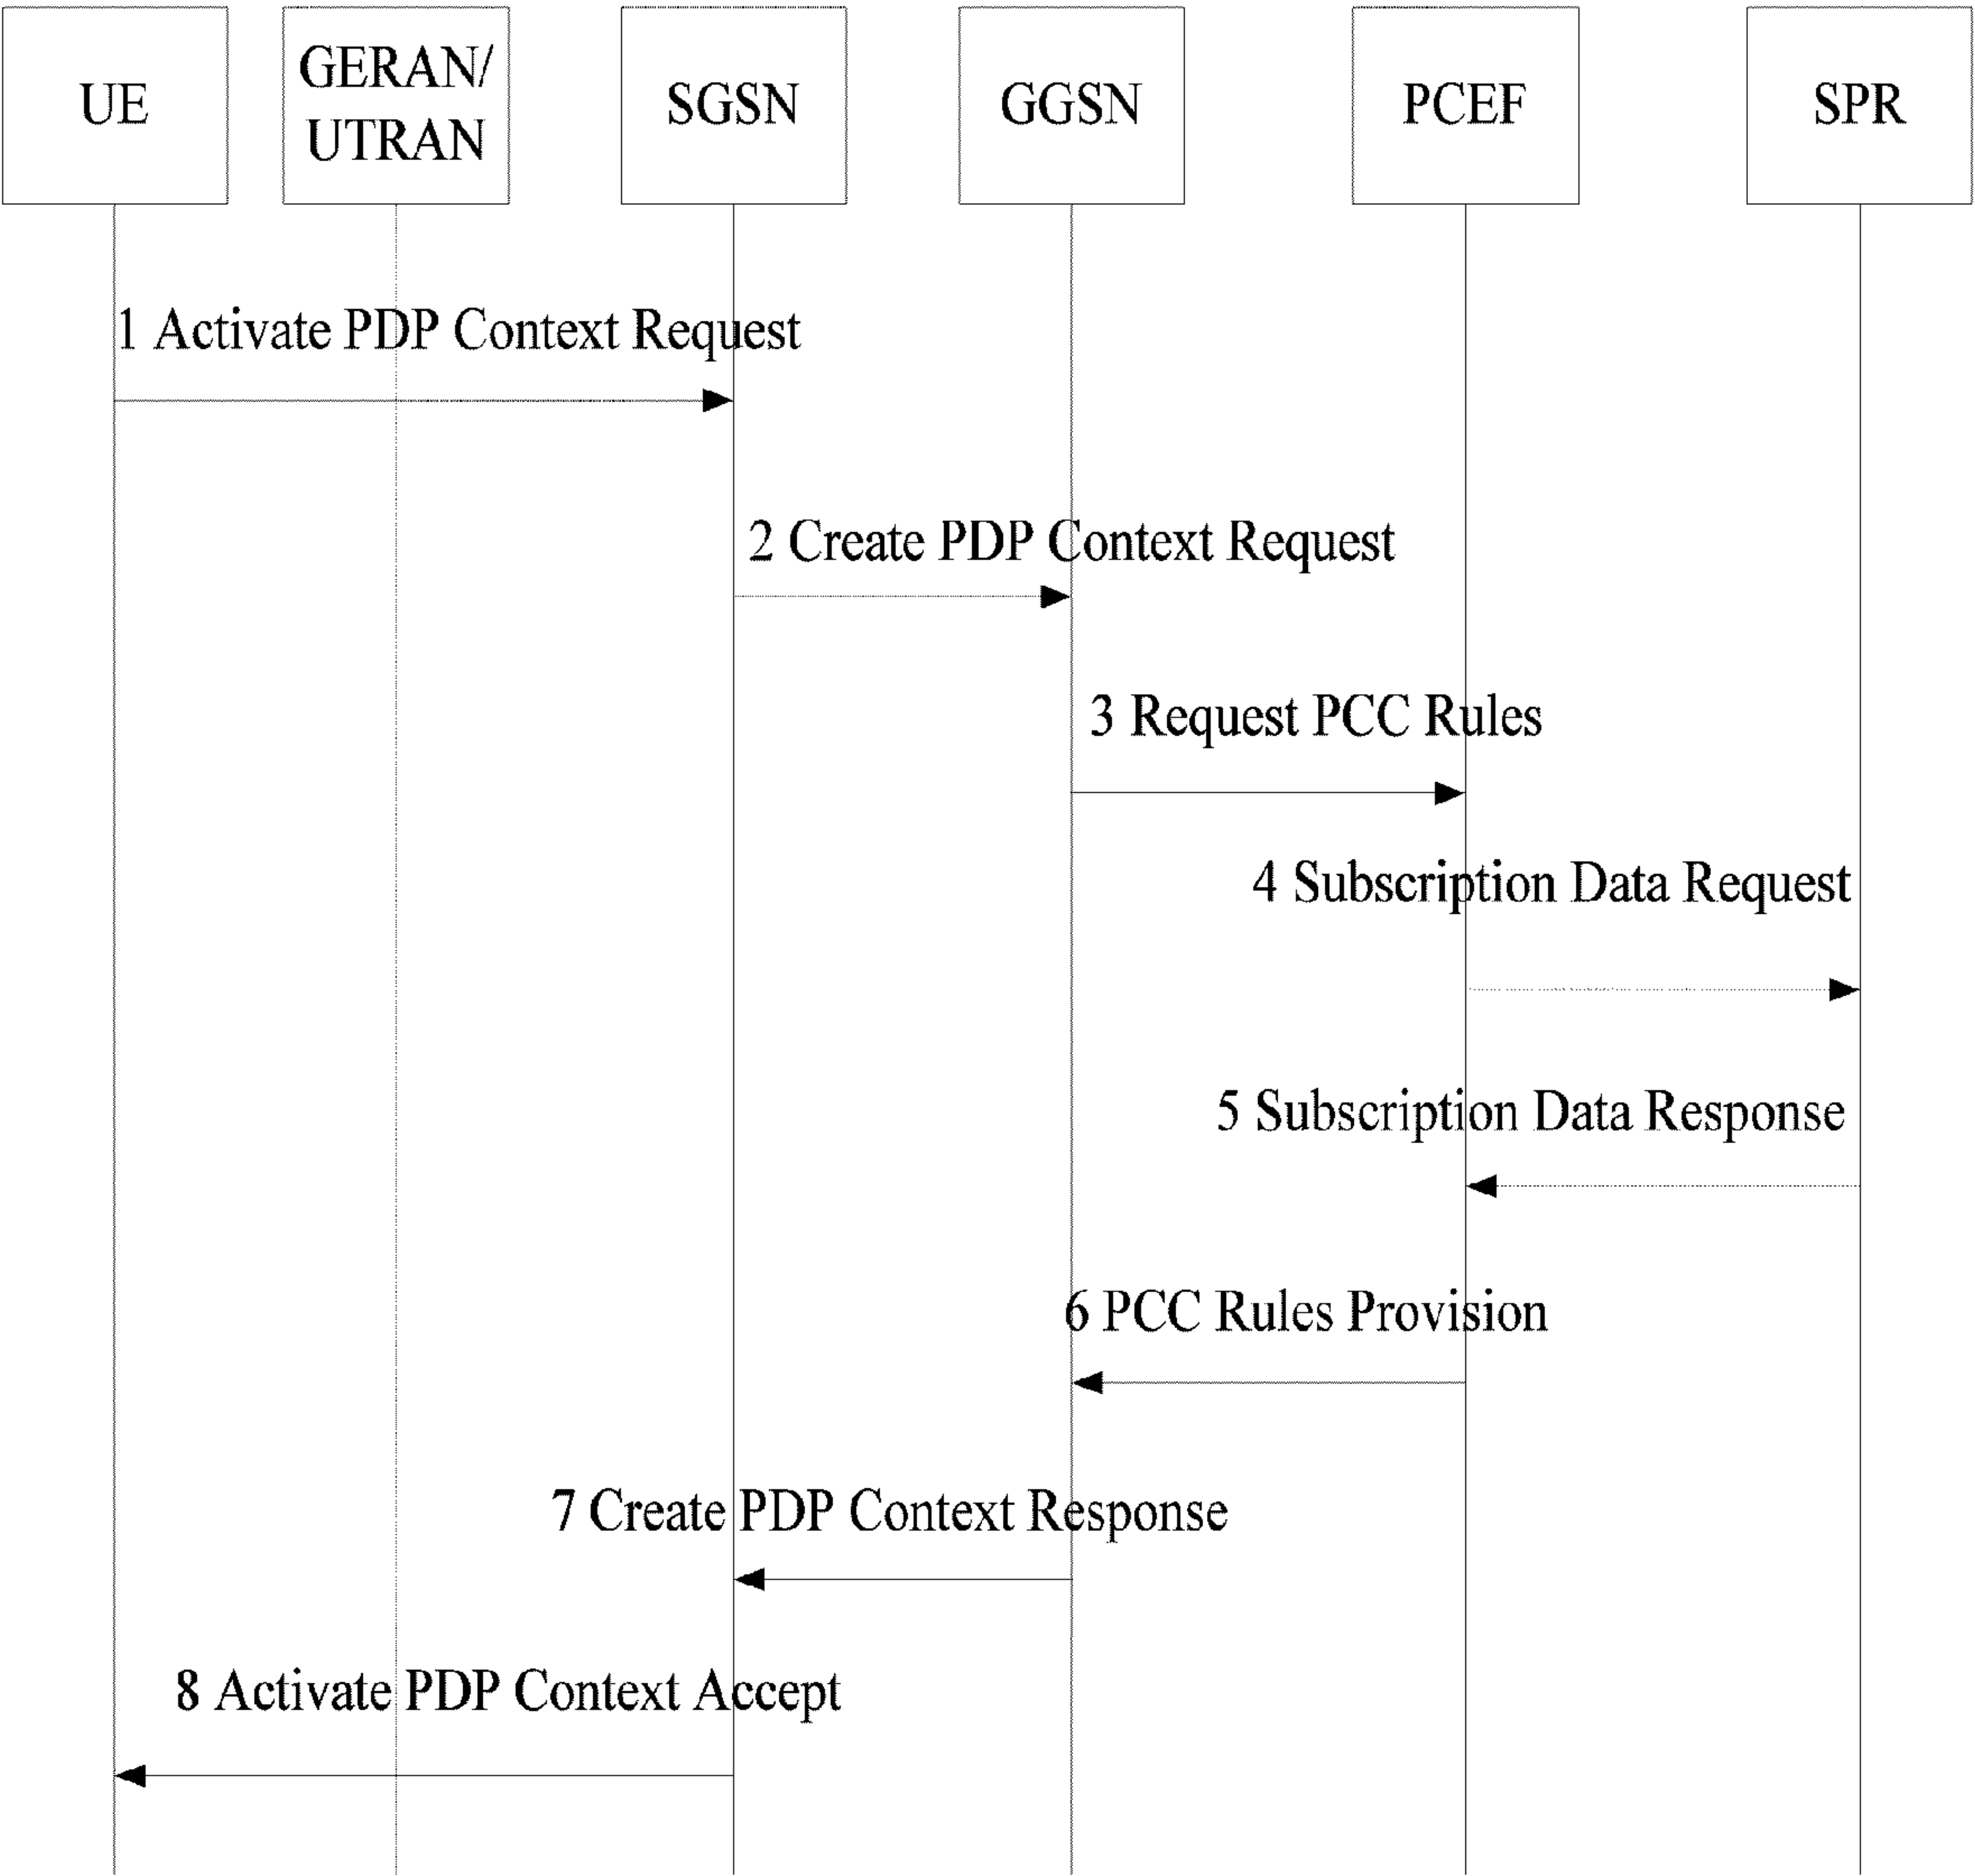 UE
GERAN/
UTRAN
SGSN
GGSN
PCEF
SPR
1 Activate PDP Context Request
2 Create PDP Context Request
3 Request PCC Rules
4 Subscription Data Request
5 Subscription Data Response
6 PCC Rules Provision
7 Create PDP Context Response
8 Activate PDP Context Accept